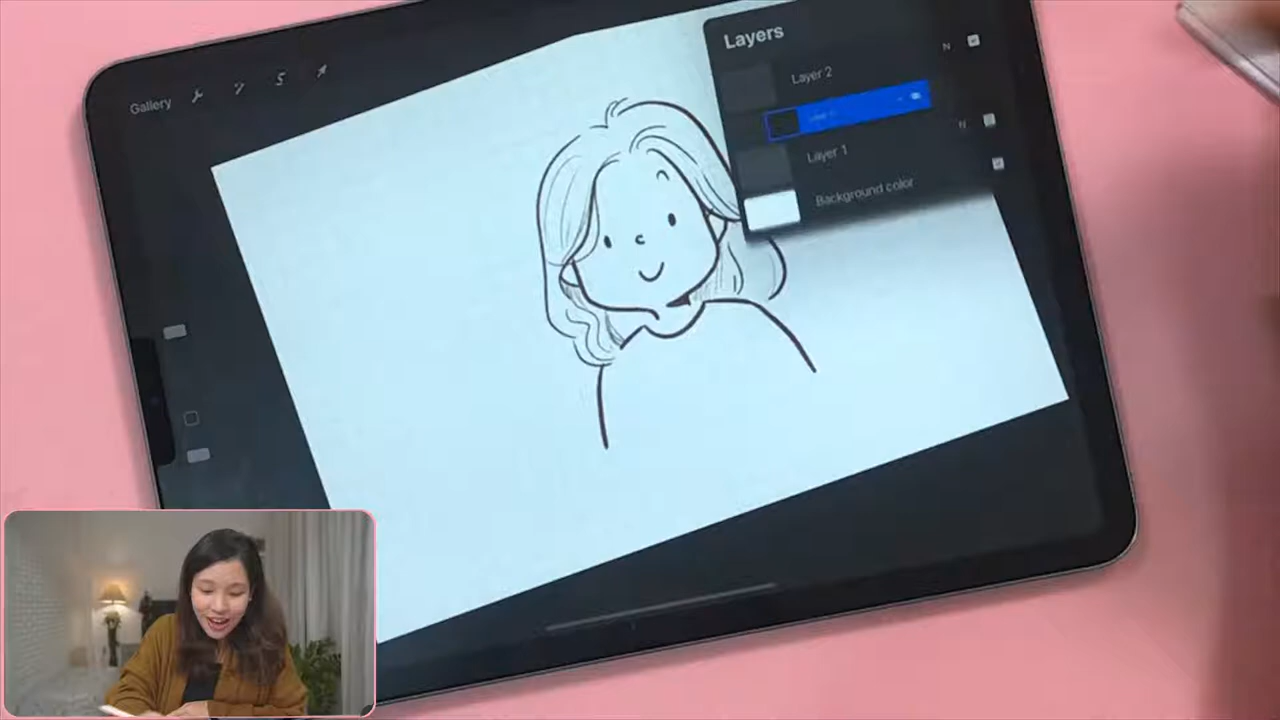 Gallery
Layers
Layer 2
N
Layer 1
N
Background color